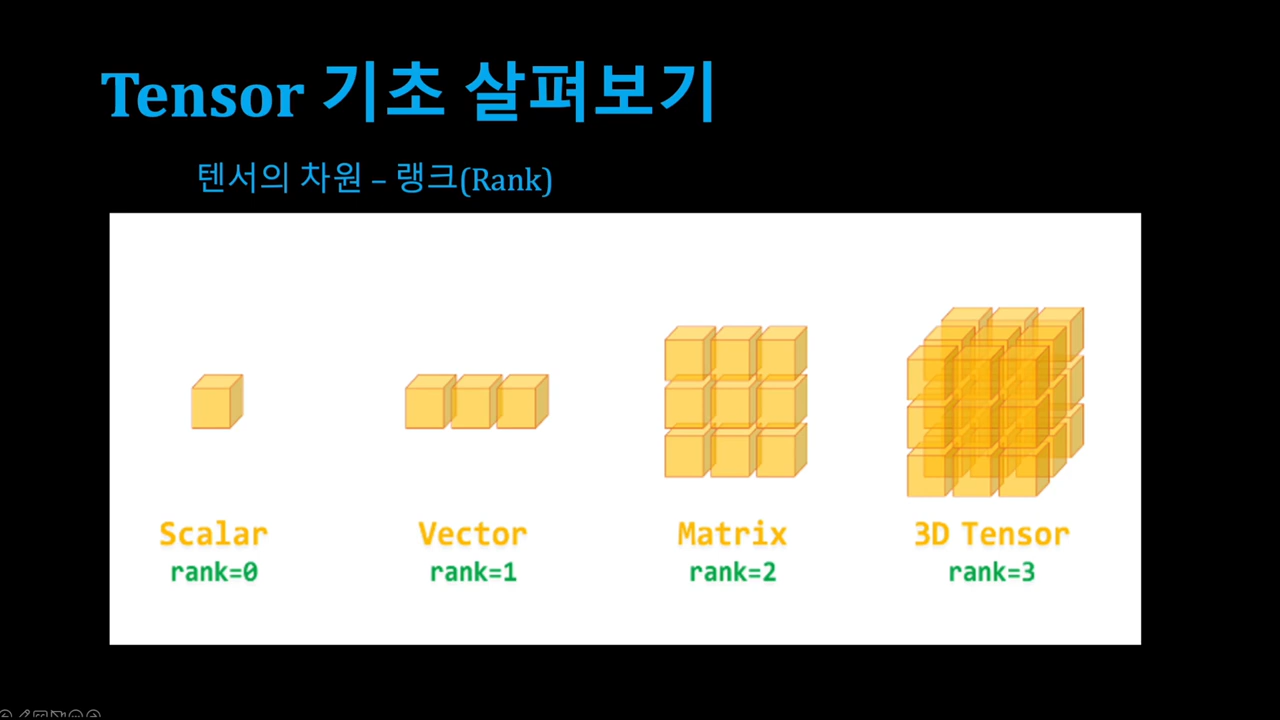 Tensor 기초 살펴보기
텐서의 차원 – 랭크(Rank)
Scalar
rank=0
Vector
rank=1
Matrix
rank=2
3D Tensor
rank=3